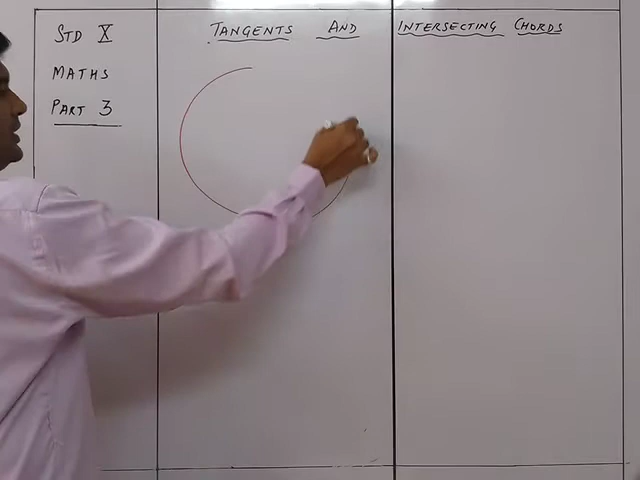 STD X
MATHS
PART 3
TANGENTS AND INTERSECTING CHORDS